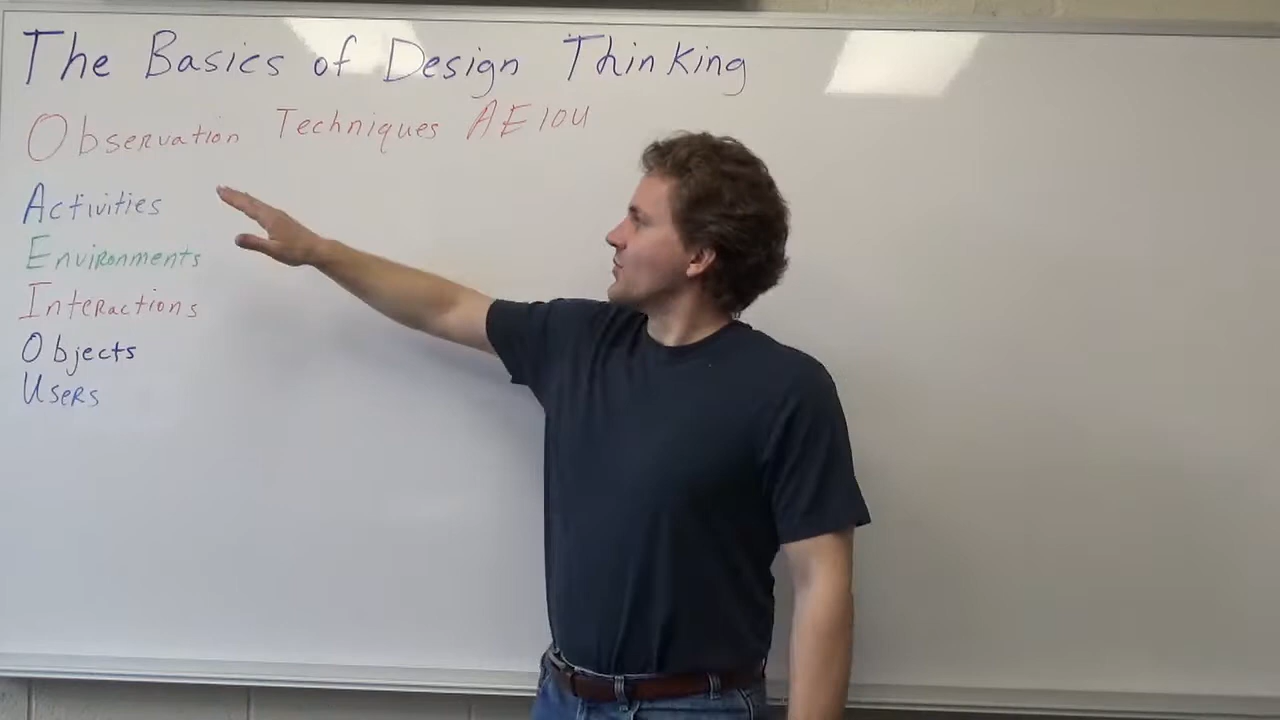 The Basics of Design Thinking
Observation Techniques AEIOU
Activities
Environments
Interactions
Objects
Users